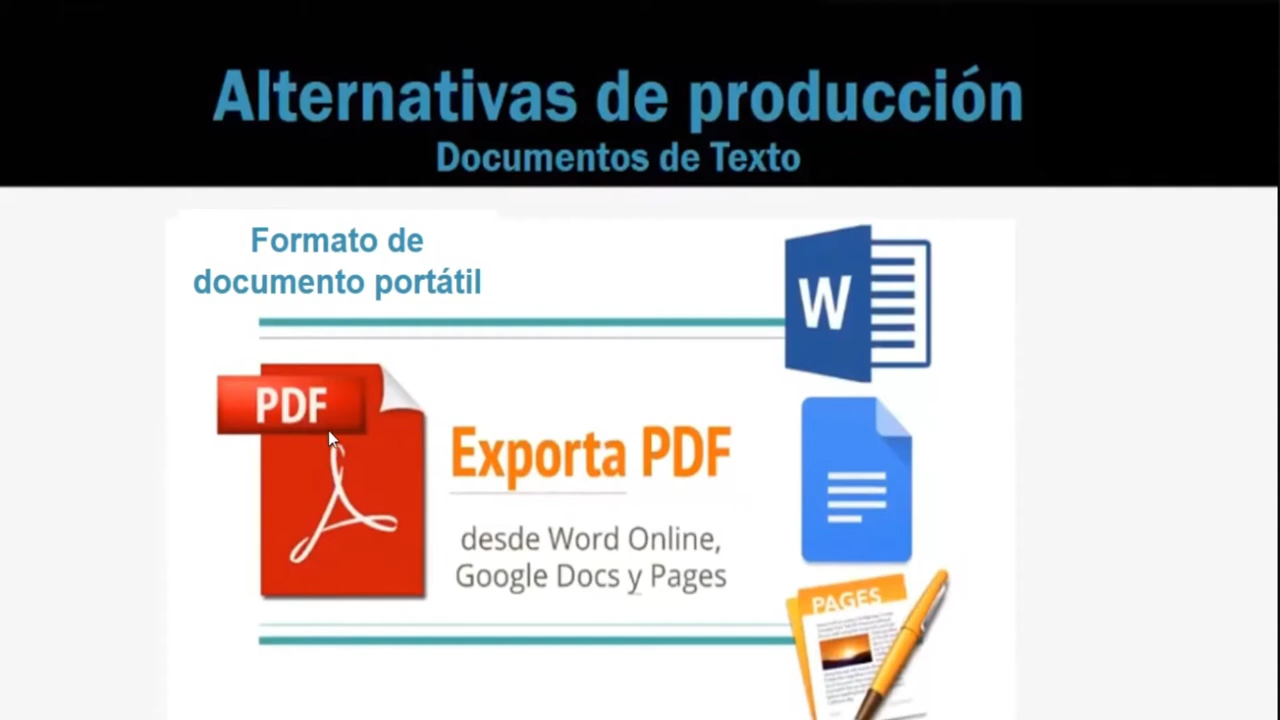 Alternativas de producción
Documentos de Texto
Formato de
documento portátil
W
PDF
Exporta PDF
desde Word Online,
Google Docs y Pages
PAGES